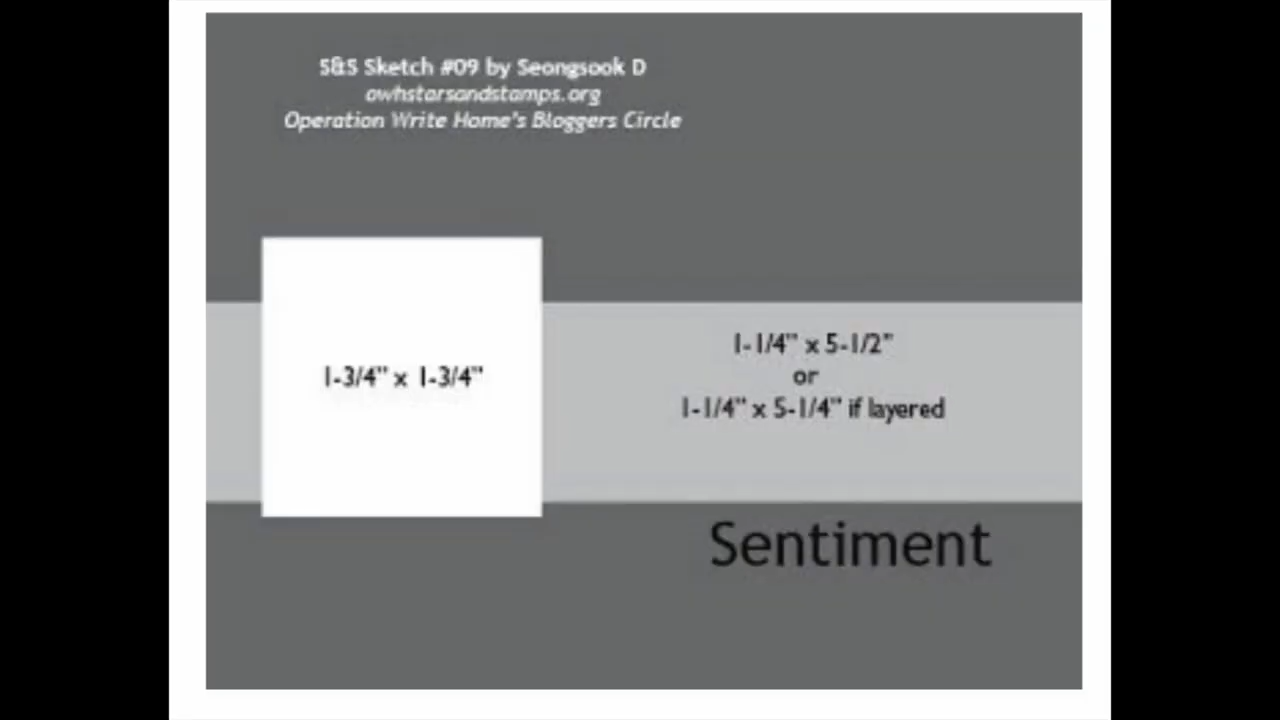 S&S Sketch #09 by Seongsook D
owhstarsandstamps.org
Operation Write Home's Bloggers Circle
1-3/4" x 1-3/4"
1-1/4" x 5-1/2"
or
1-1/4" x 5-1/4" if layered
Sentiment